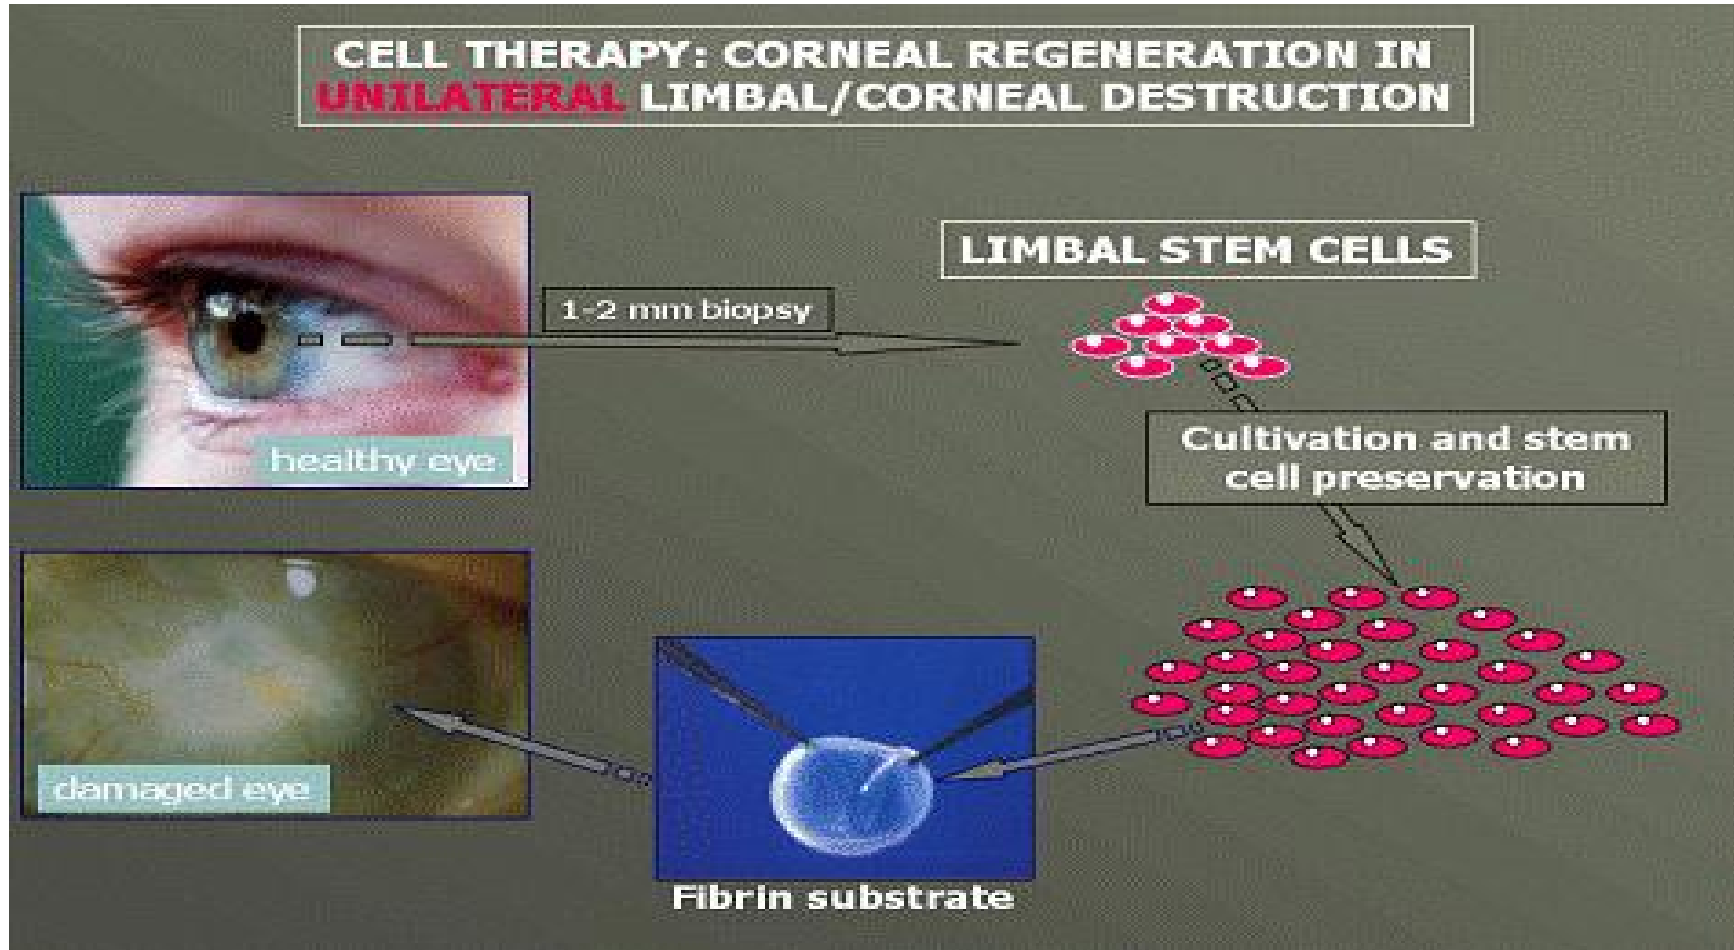 CELL THERAPY: CORNEAL REGENERATION IN
UNILATERAL LIMBAL/CORNEAL DESTRUCTION
LIMBAL STEM CELLS
1-2 mm biopsy
healthy eye
Cultivation and stem
cell preservation
damaged eye
Fibrin substrate